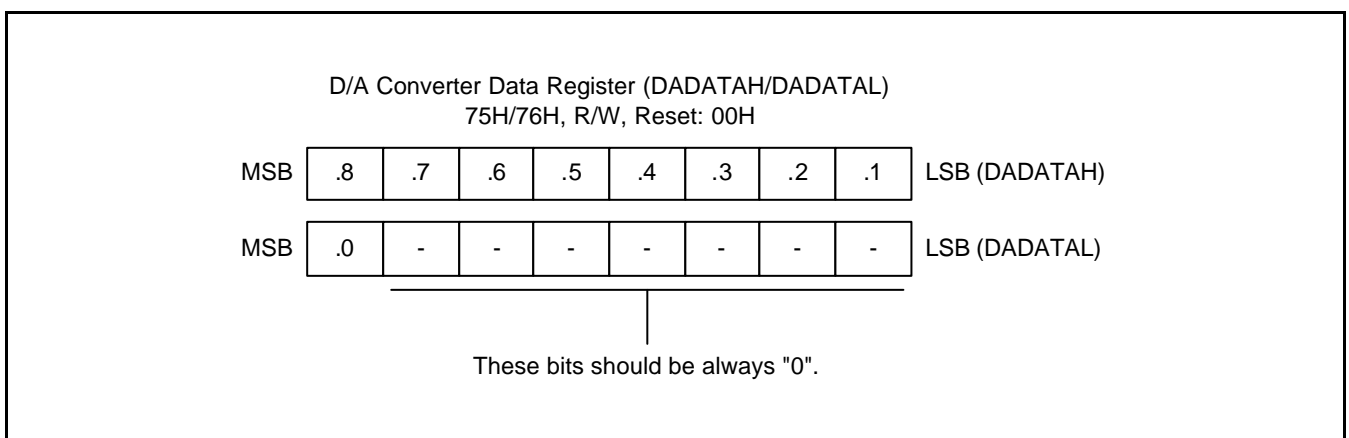 D/A Converter Data Register (DADATAH/DADATAL)
75H/76H, R/W, Reset: 00H
MSB .8 .7 .6 .5 .4 .3 .2 .1 LSB (DADATAH)
MSB .0 - - - - - - - LSB (DADATAL)
These bits should be always "0".